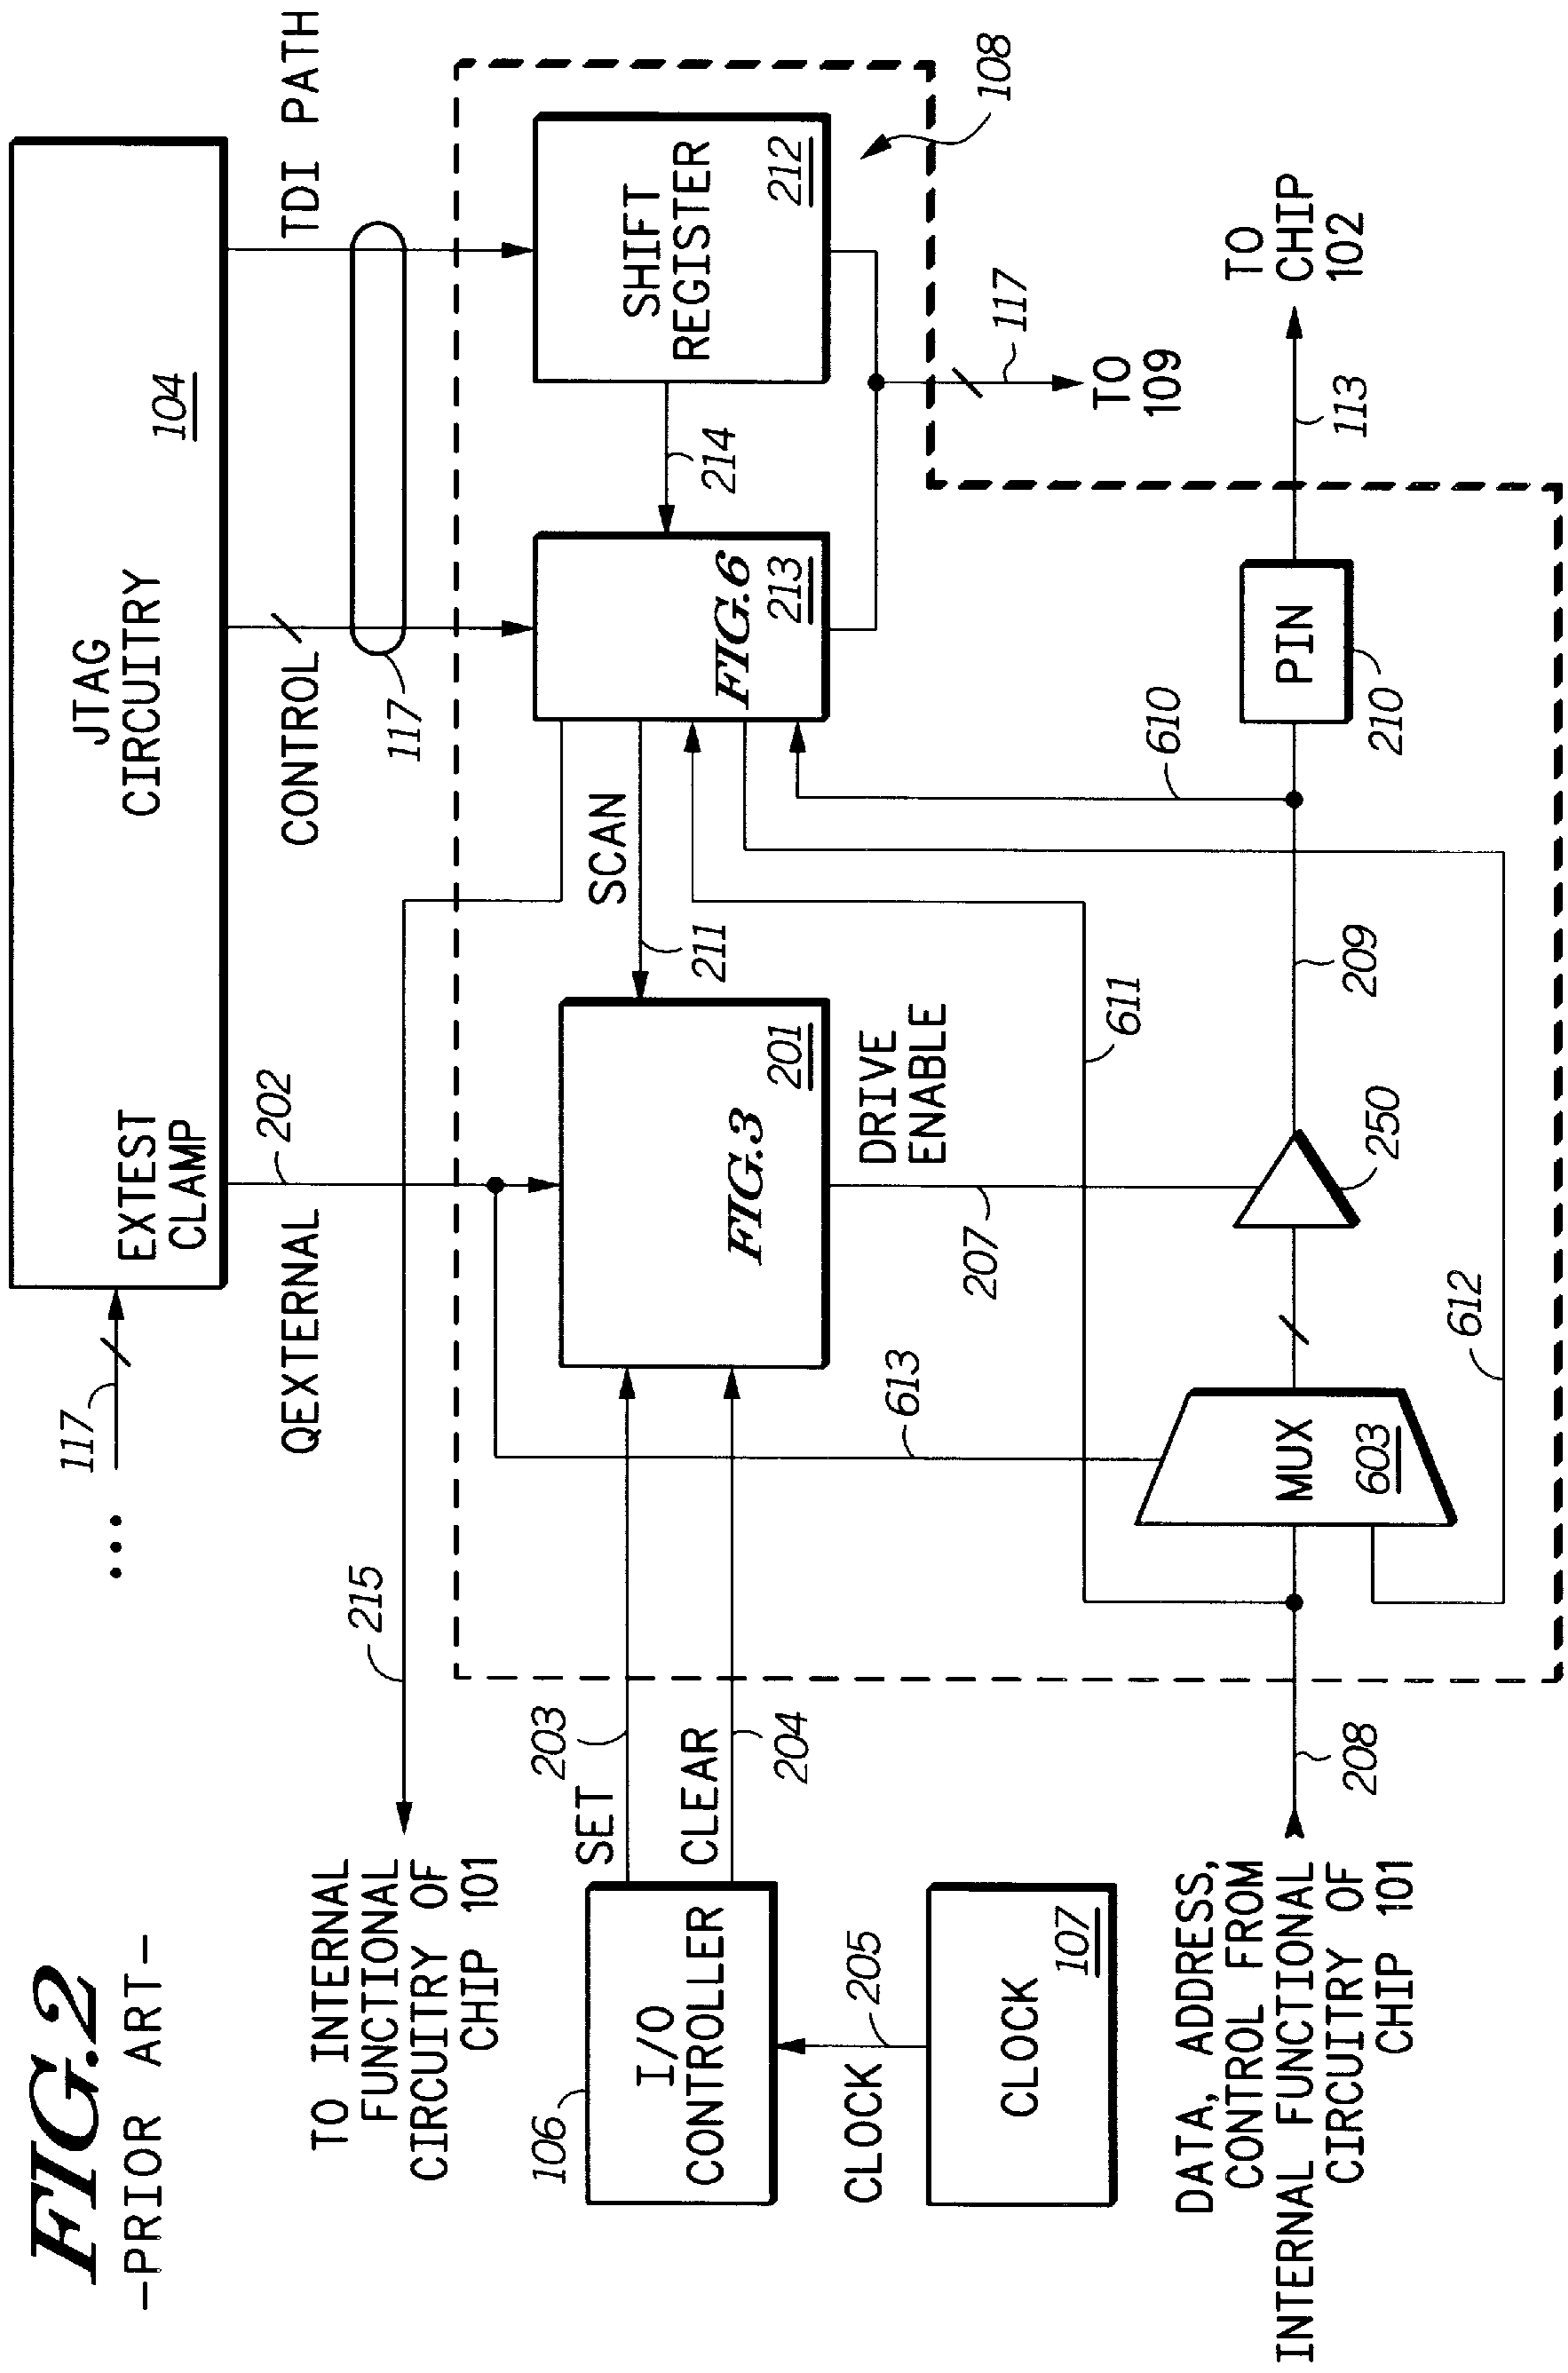 FIG.2
-PRIOR ART-
117
JTAG
CIRCUITRY
104
EXTEST
CLAMP
QEXTERNAL
202
CONTROL
117
TDI PATH
215
TO INTERNAL
FUNCTIONAL
CIRCUITRY OF
CHIP 101
106
I/O
CONTROLLER
SET
203
CLEAR
204
CLOCK
205
CLOCK
107
FIG.3
201
SCAN
211
FIG.6
213
214
SHIFT
REGISTER
212
108
DRIVE
ENABLE
207
613
611
610
117
TO
109
DATA, ADDRESS,
CONTROL FROM
INTERNAL FUNCTIONAL
CIRCUITRY OF
CHIP 101
208
MUX
603
250
209
PIN
210
113
TO
CHIP
102
612